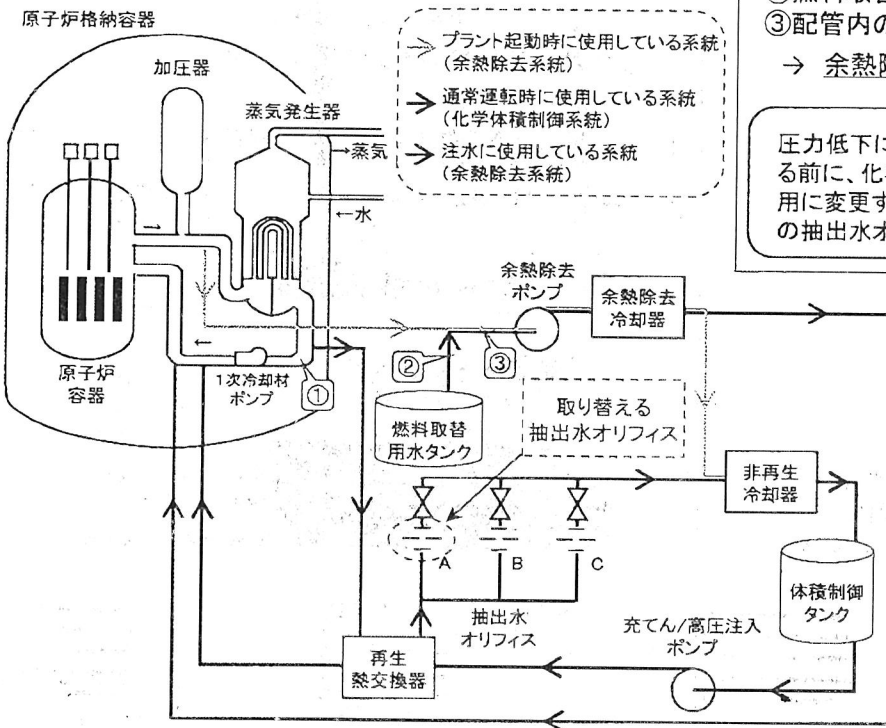 原子炉格納容器
加圧器
蒸気発生器
→蒸気
←水
プラント起動時に使用している系統
(余熱除去系統)
通常運転時に使用している系統
(化学体積制御系統)
注水に使用している系統
(余熱除去系統)
③配管内の
→ 余熱除
圧力低下に
る前に、化
用に変更す
の抽出水オ
原子炉
容器
1次冷却材
ポンプ
①
余熱除去
ポンプ
余熱除去
冷却器
②
③
燃料取替
用水タンク
取り替える
抽出水オリフィス
非再生
冷却器
A
B
C
抽出水
オリフィス
体積制御
タンク
充てん/高圧注入
ポンプ
再生
熱交換器